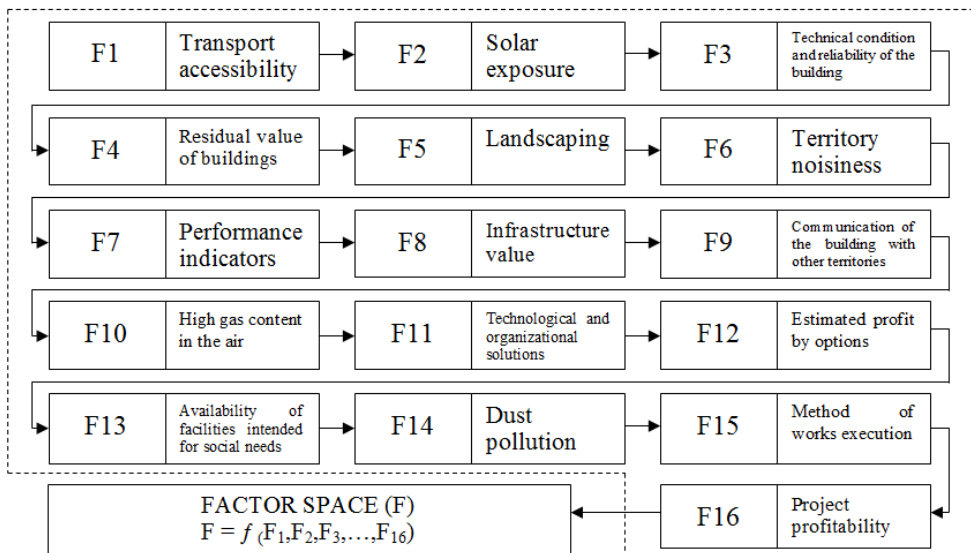 F1
Transport
accessibility
F2
Solar
exposure
F3
Technical condition
and reliability of the
building
F4
Residual value
of buildings
F5
Landscaping
F6
Territory
noisiness
F7
Performance
indicators
F8
Infrastructure
value
F9
Communication of
the building with
other territories
F10
High gas content
in the air
F11
Technological and
organizational
solutions
F12
Estimated profit
by options
F13
Availability of
facilities intended
for social needs
F14
Dust
pollution
F15
Method of
works execution
FACTOR SPACE (F)
F = f (F1,F2,F3,…,F16)
F16
Project
profitability